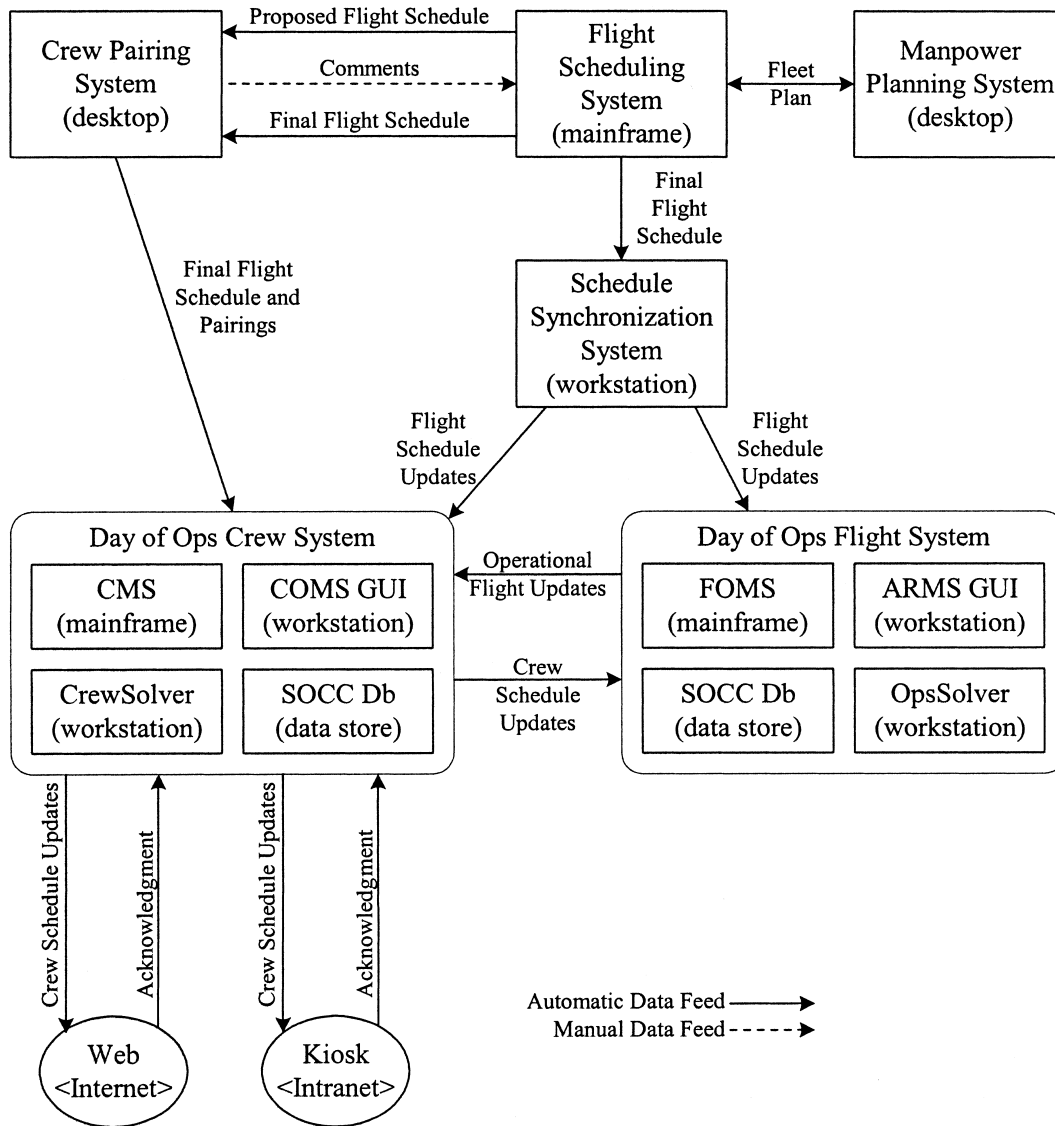 Crew Pairing
System
(desktop)
Proposed Flight Schedule
Comments
Final Flight Schedule
Flight
Scheduling
System
(mainframe)
Fleet
Plan
Manpower
Planning System
(desktop)
Final
Flight
Schedule
Final Flight
Schedule and
Pairings
Schedule
Synchronization
System
(workstation)
Flight
Schedule
Updates
Flight
Schedule
Updates
Day of Ops Crew System
CMS
(mainframe)
COMS GUI
(workstation)
CrewSolver
(workstation)
SOCC Db
(data store)
Operational
Flight Updates
Crew
Schedule
Updates
Day of Ops Flight System
FOMS
(mainframe)
ARMS GUI
(workstation)
SOCC Db
(data store)
OpsSolver
(workstation)
Crew Schedule Updates
Acknowledgment
Crew Schedule Updates
Acknowledgment
Web
<Internet>
Kiosk
<Intranet>
Automatic Data Feed
Manual Data Feed